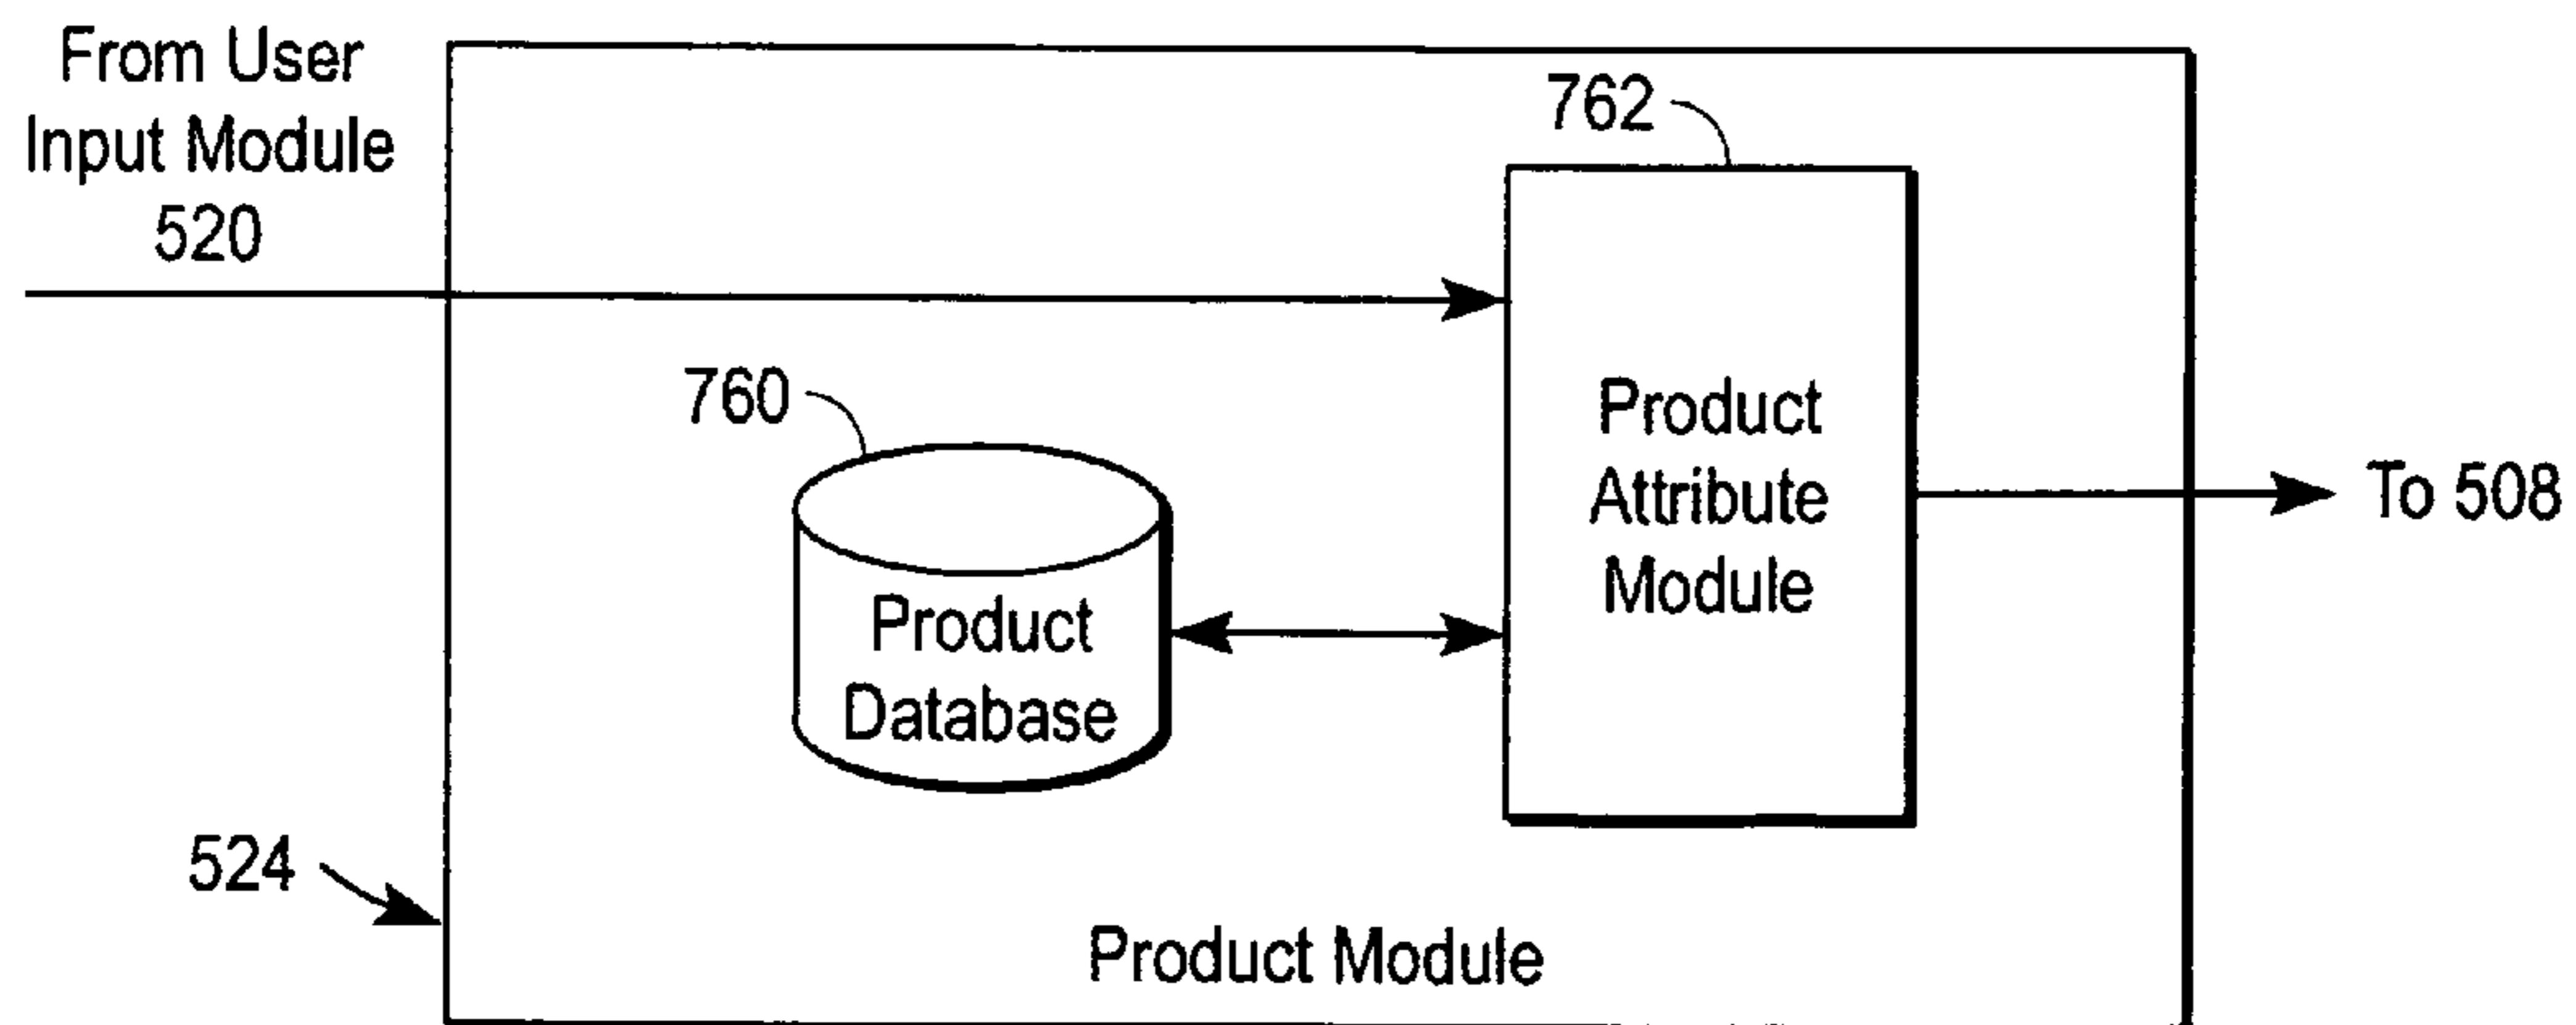 From User
Input Module
520
762
760
Product
Attribute
Module
To 508
Product
Database
524
Product Module